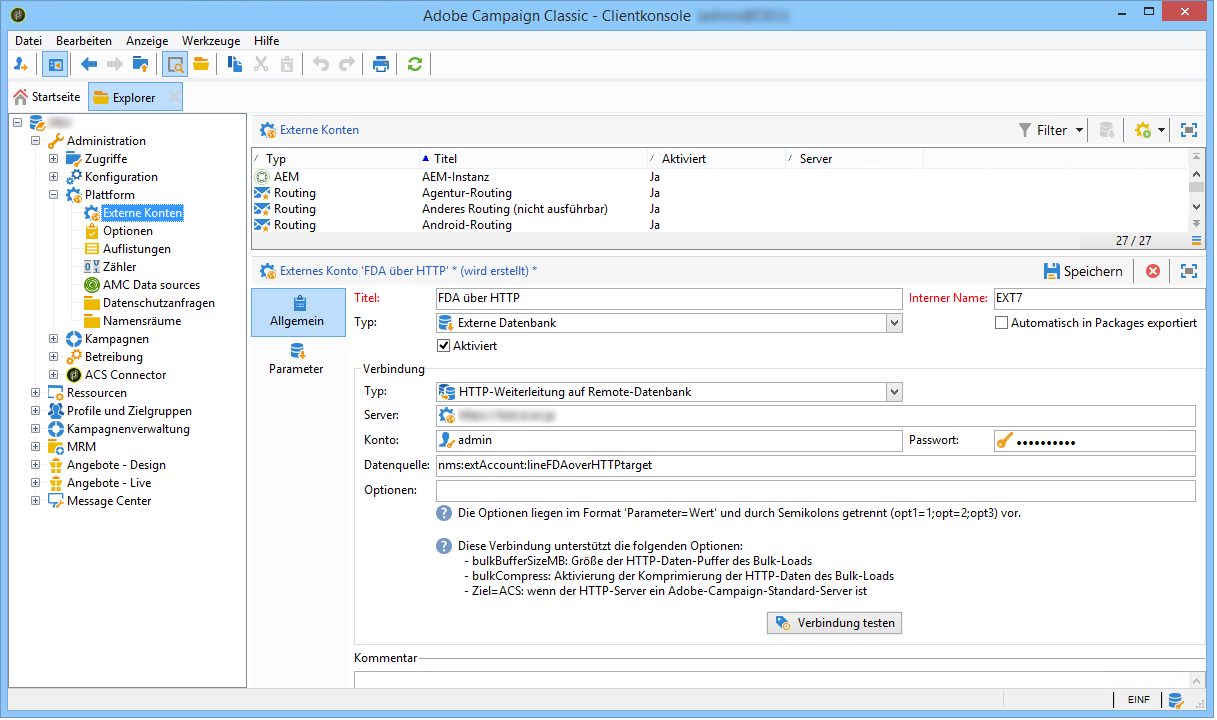 Adobe Campaign Classic - Clientkonsole
Datei Bearbeiten Anzeige Werkzeuge Hilfe
Startseite Explorer
Administration
Zugriffe
Konfiguration
Plattform
Externe Konten
Optionen
Auflistungen
Zähler
AMC Data sources
Datenschutzanfragen
Namensräume
Kampagnen
Betreibung
ACS Connector
Ressourcen
Profile und Zielgruppen
Kampagnenverwaltung
MRM
Angebote - Design
Angebote - Live
Message Center
Externe Konten Filter
Typ Titel Aktiviert Server
AEM AEM-Instanz Ja
Routing Agentur-Routing Ja
Routing Anderes Routing (nicht ausführbar) Ja
Routing Android-Routing Ja
27 / 27
Externes Konto 'FDA über HTTP' * (wird erstellt) * Speichern
Allgemein
Parameter
Titel: FDA über HTTP Interner Name: EXT7
Typ: Externe Datenbank Automatisch in Packages exportiert
Aktiviert
Verbindung
Typ: HTTP-Weiterleitung auf Remote-Datenbank
Server:
Konto: admin Passwort: ••••••••••
Datenquelle: nms:extAccount:lineFDAoverHTTPtarget
Optionen:
Die Optionen liegen im Format 'Parameter=Wert' und durch Semikolons getrennt (opt1=1;opt=2;opt3) vor.
Diese Verbindung unterstützt die folgenden Optionen:
- bulkBufferSizeMB: Größe der HTTP-Daten-Puffer des Bulk-Loads
- bulkCompress: Aktivierung der Komprimierung der HTTP-Daten des Bulk-Loads
- Ziel=ACS: wenn der HTTP-Server ein Adobe-Campaign-Standard-Server ist
Verbindung testen
Kommentar
EINF